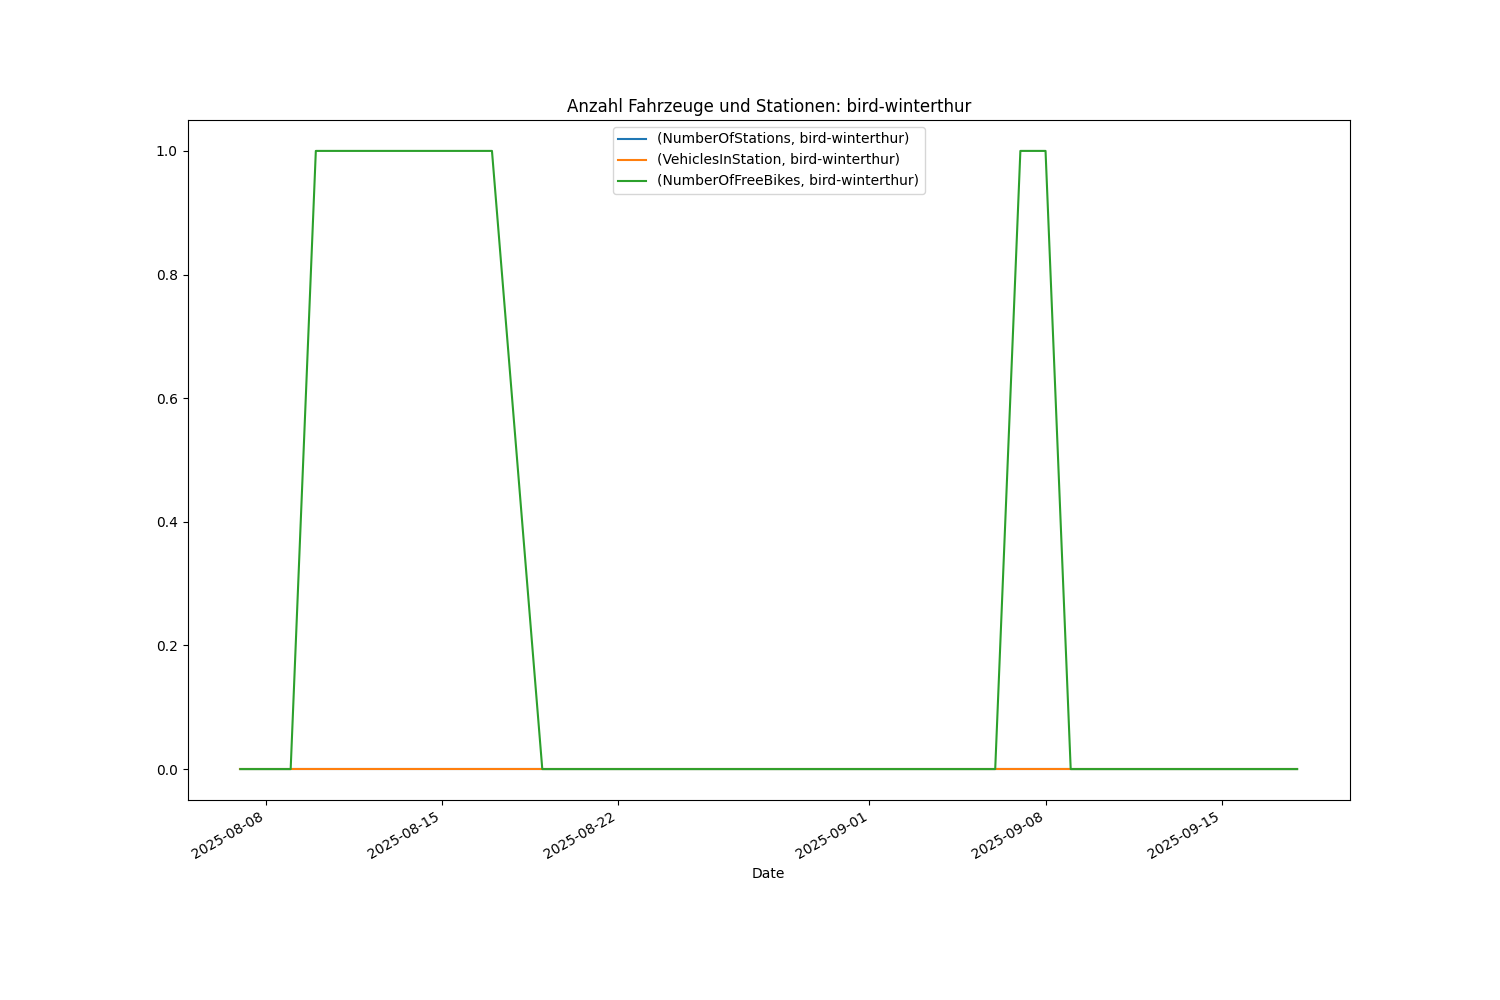 Anzahl Fahrzeuge und Stationen: bird-winterthur
(NumberOfStations, bird-winterthur)
(VehiclesInStation, bird-winterthur)
(NumberOfFreeBikes, bird-winterthur)
1.0
0.8
0.6
0.4
0.2
0.0
2025-08-08
2025-08-15
2025-08-22
2025-09-01
2025-09-08
2025-09-15
Date